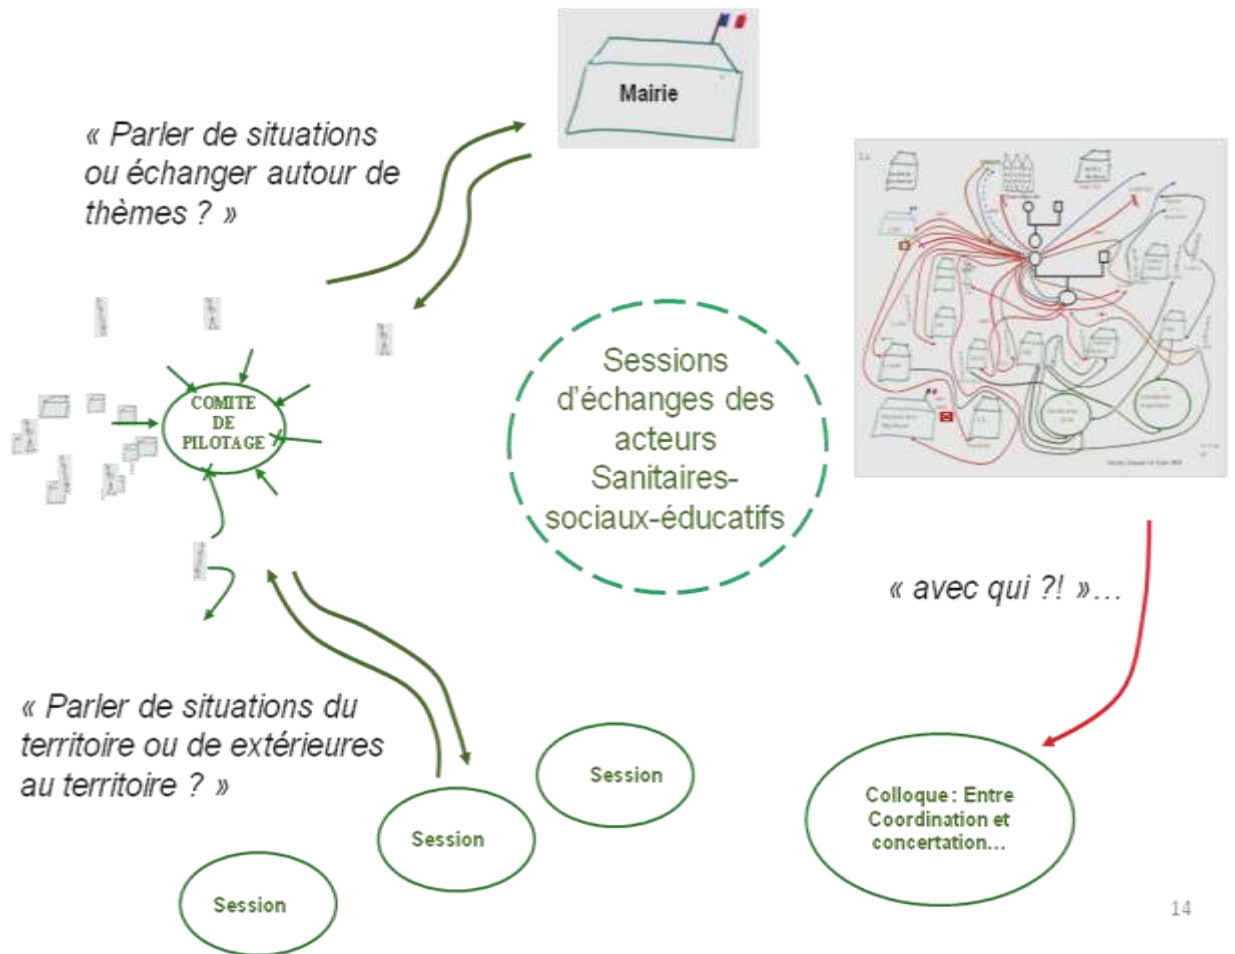 Mairie
« Parler de situations
ou échanger autour de
thèmes ? »
COMITE
DE
PILOTAGE
Sessions
d'échanges des
acteurs
Sanitaires-
sociaux-éducatifs
« avec qui ?! »…
« Parler de situations du
territoire ou de extérieures
au territoire ? »
Session
Session
Session
Colloque : Entre
Coordination et
concertation…
14